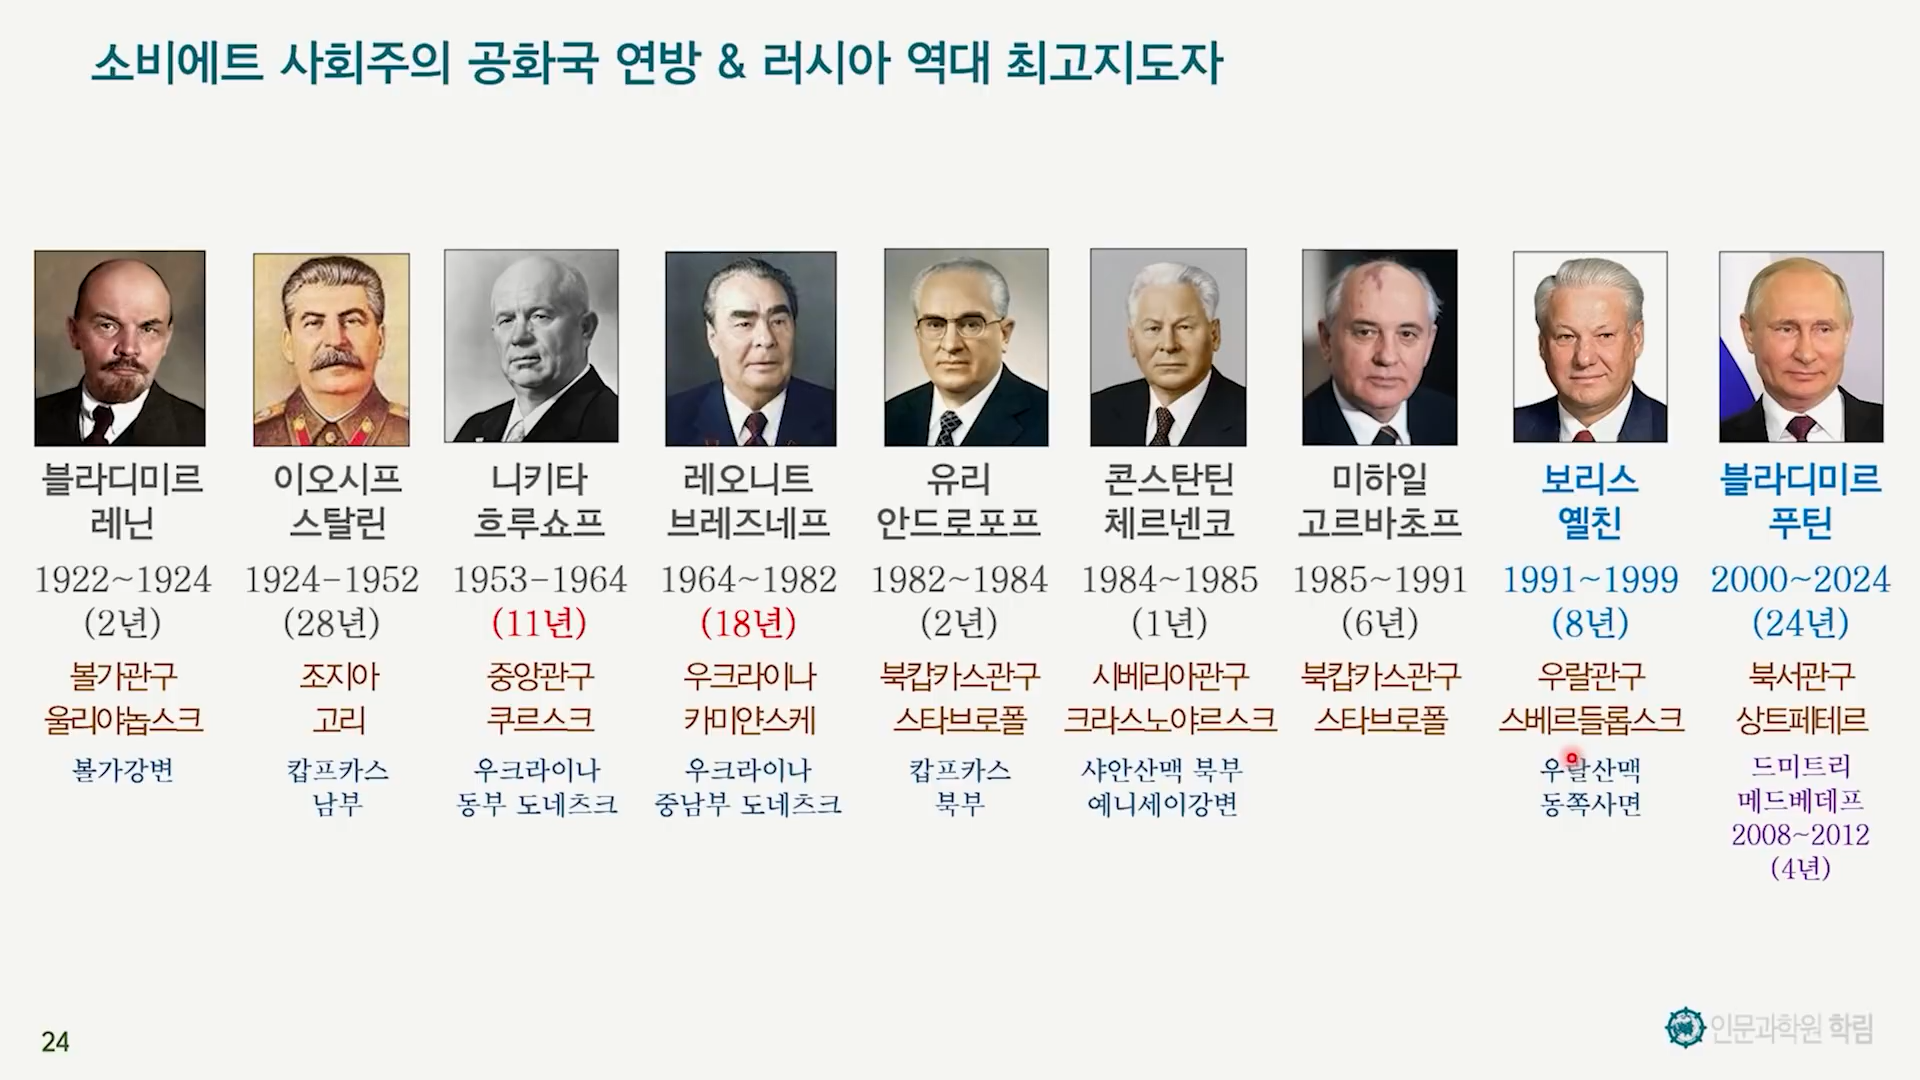 소비에트 사회주의 공화국 연방 & 러시아 역대 최고지도자
블라디미르
레닌
1922~1924
(2년)
볼가관구
울리야놉스크
볼가강변
이오시프
스탈린
1924-1952
(28년)
조지아
고리
캅프카스
남부
니키타
흐루쇼프
1953-1964
(11년)
중앙관구
쿠르스크
우크라이나
동부 도네츠크
레오니트
브레즈네프
1964~1982
(18년)
우크라이나
카미얀스케
우크라이나
중남부 도네츠크
유리
안드로포프
1982~1984
(2년)
북캅카스관구
스타브로폴
캅프카스
북부
콘스탄틴
체르넨코
1984~1985
(1년)
시베리아관구
크라스노야르스크
샤안산맥 북부
예니세이강변
미하일
고르바초프
1985~1991
(6년)
북캅카스관구
스타브로폴
보리스
옐친
1991~1999
(8년)
우랄관구
스베르들롭스크
우랄산맥
동쪽사면
블라디미르
푸틴
2000~2024
(24년)
북서관구
상트페테르
드미트리
메드베데프
2008~2012
(4년)
24
인문과학원 학림